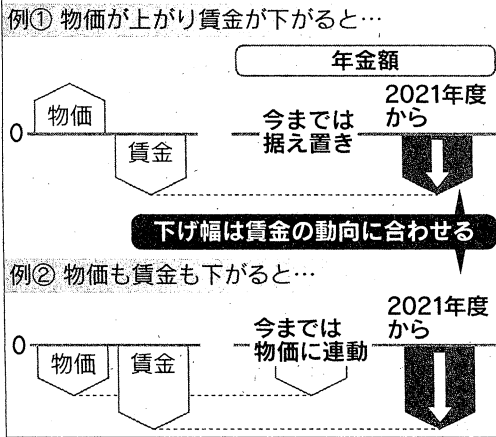 例① 物価が上がり賃金が下がると…
年金額
0
物価
賃金
今までは
据え置き
2021年度
から
下げ幅は賃金の動向に合わせる
例② 物価も賃金も下がると…
0
物価
賃金
今までは
物価に連動
2021年度
から